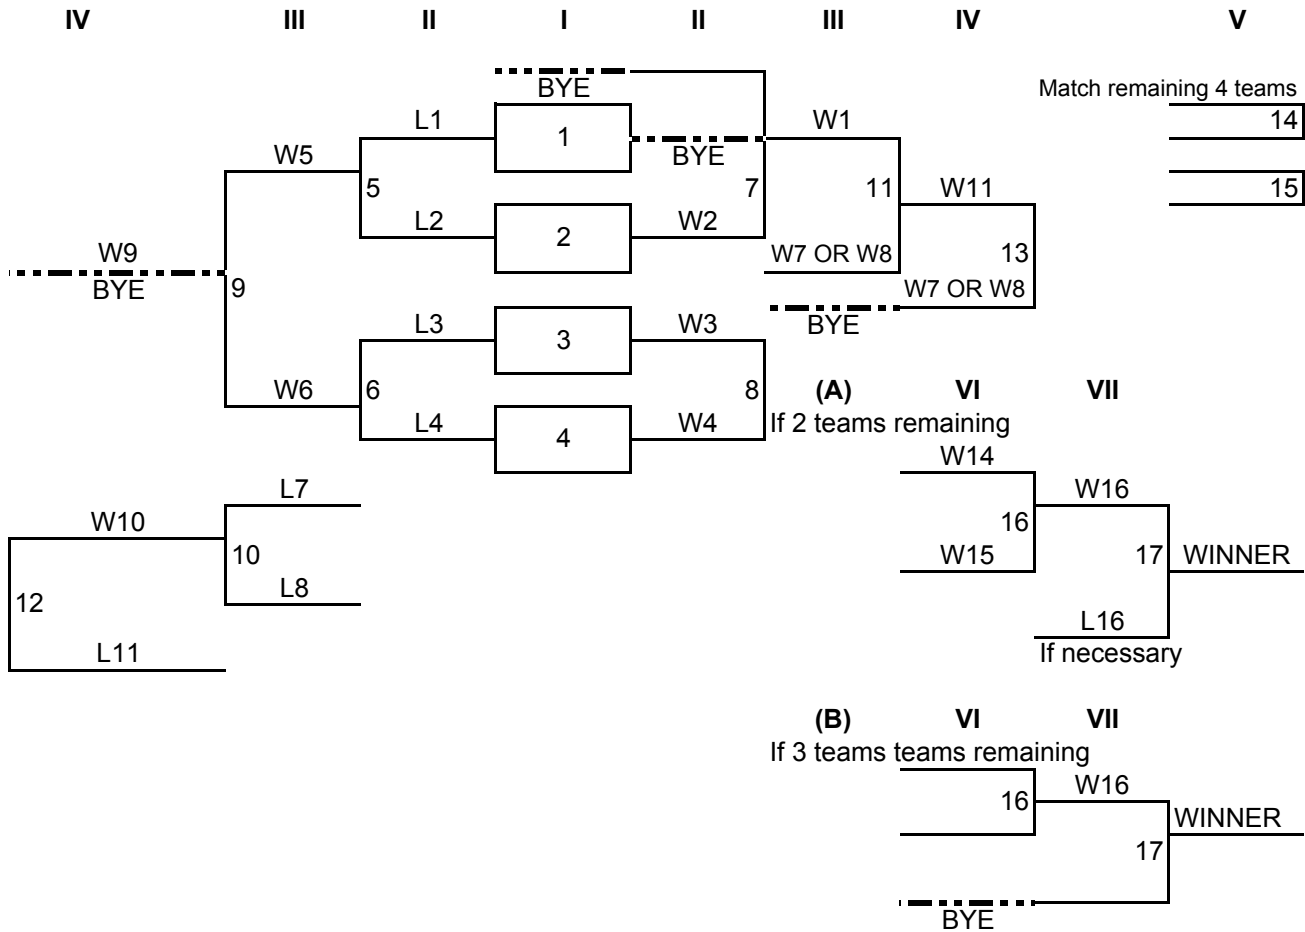 IV III II I II III IV V
BYE
Match remaining 4 teams
L1 1 W1 14
BYE
W5 5 7 11 W11 15
L2 2 W2
W9 W7 OR W8 13
BYE 9 W7 OR W8
L3 3 W3 BYE
W6 6 8 (A) VI VII
L4 4 W4 If 2 teams remaining
W14
L7 W16
W10 16
10 W15 17 WINNER
L8
12 L16
L11 If necessary
(B) VI VII
If 3 teams teams remaining
W16
16 WINNER
17
BYE